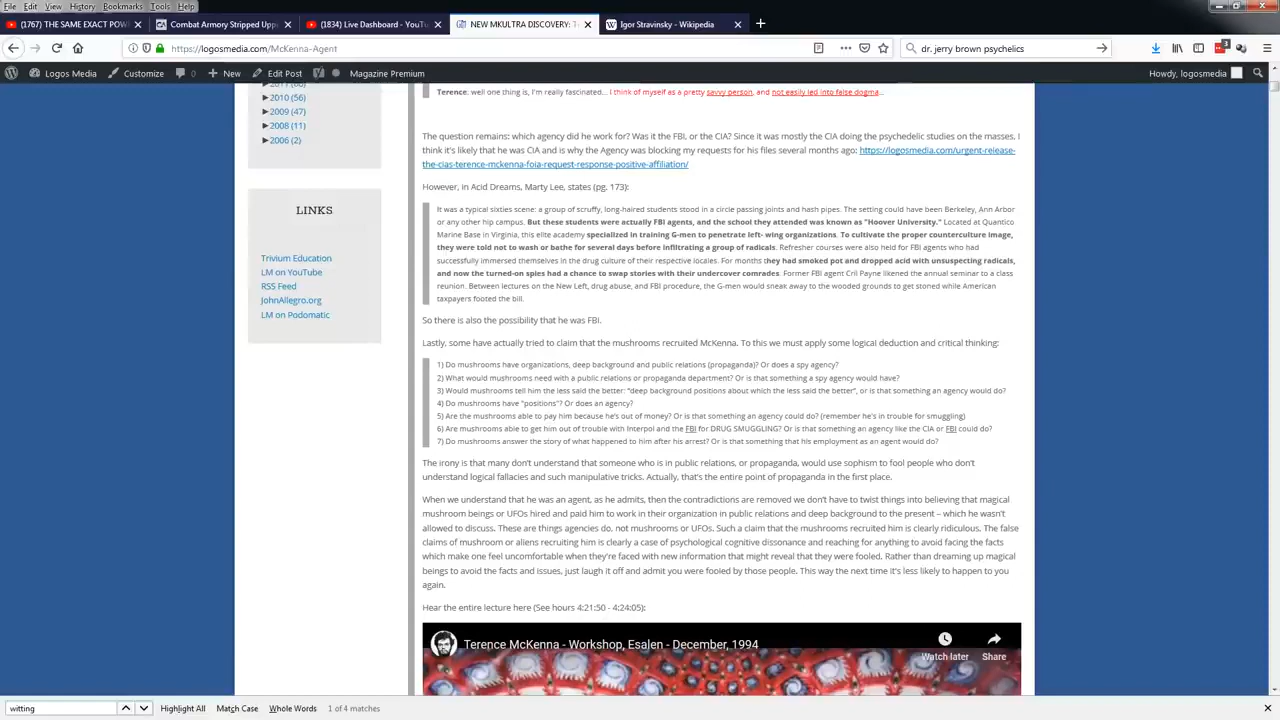 File Edit View History Bookmarks Tools Help
(1767) THE SAME EXACT POW
Combat Armory Stripped Upp
(1834) Live Dashboard - YouTu
NEW MKULTRA DISCOVERY: T
Igor Stravinsky - Wikipedia
https://logosmedia.com/McKenna-Agent
dr. jerry brown psychelics
3
Logos Media Customize 0 New Edit Post Magazine Premium
Howdy, logosmedia
2010 (56)
2009 (47)
2008 (11)
2006 (2)
LINKS
Trivium Education
LM on YouTube
RSS Feed
JohnAllegro.org
LM on Podomatic
Terence: well one thing is, I'm really fascinated... I think of myself as a pretty savvy person, and not easily led into false dogma...
The question remains: which agency did he work for? Was it the FBI, or the CIA? Since it was mostly the CIA doing the psychedelic studies on the masses. I
think it's likely that he was CIA and is why the Agency was blocking my requests for his files several months ago: https://logosmedia.com/urgent-release-
the-cias-terence-mckenna-foia-request-response-positive-affiliation/
However, in Acid Dreams, Marty Lee, states (pg. 173):
It was a typical sixties scene: a group of scruffy, long-haired students stood in a circle passing joints and hash pipes. The setting could have been Berkeley, Ann Arbor
or any other hip campus. But these students were actually FBI agents, and the school they attended was known as "Hoover University." Located at Quantico
Marine Base in Virginia, this elite academy specialized in training G-men to penetrate left- wing organizations. To cultivate the proper counterculture image,
they were told not to wash or bathe for several days before infiltrating a group of radicals. Refresher courses were also held for FBI agents who had
successfully immersed themselves in the drug culture of their respective locales. For months they had smoked pot and dropped acid with unsuspecting radicals,
and now the turned-on spies had a chance to swap stories with their undercover comrades. Former FBI agent Cril Payne likened the annual seminar to a class
reunion. Between lectures on the New Left, drug abuse, and FBI procedure, the G-men would sneak away to the wooded grounds to get stoned while American
taxpayers footed the bill.
So there is also the possibility that he was FBI.
Lastly, some have actually tried to claim that the mushrooms recruited McKenna. To this we must apply some logical deduction and critical thinking:
1) Do mushrooms have organizations, deep background and public relations (propaganda)? Or does a spy agency?
2) What would mushrooms need with a public relations or propaganda department? Or is that something a spy agency would have?
3) Would mushrooms tell him the less said the better: "deep background positions about which the less said the better", or is that something an agency would do?
4) Do mushrooms have "positions"? Or does an agency?
5) Are the mushrooms able to pay him because he's out of money? Or is that something an agency could do? (remember he's in trouble for smuggling)
6) Are mushrooms able to get him out of trouble with Interpol and the FBI for DRUG SMUGGLING? Or is that something an agency like the CIA or FBI could do?
7) Do mushrooms answer the story of what happened to him after his arrest? Or is that something that his employment as an agent would do?
The irony is that many don't understand that someone who is in public relations, or propaganda, would use sophism to fool people who don't
understand logical fallacies and such manipulative tricks. Actually, that's the entire point of propaganda in the first place.
When we understand that he was an agent, as he admits, then the contradictions are removed we don't have to twist things into believing that magical
mushroom beings or UFOs hired and paid him to work in their organization in public relations and deep background to the present – which he wasn't
allowed to discuss. These are things agencies do, not mushrooms or UFOs. Such a claim that the mushrooms recruited him is clearly ridiculous. The false
claims of mushroom or aliens recruiting him is clearly a case of psychological cognitive dissonance and reaching for anything to avoid facing the facts
which make one feel uncomfortable when they're faced with new information that might reveal that they were fooled. Rather than dreaming up magical
beings to avoid the facts and issues, just laugh it off and admit you were fooled by those people. This way the next time it's less likely to happen to you
again.
Hear the entire lecture here (See hours 4:21:50 - 4:24:05):
Terence McKenna - Workshop, Esalen - December, 1994
Watch later
Share
witting
Highlight All Match Case Whole Words 1 of 4 matches